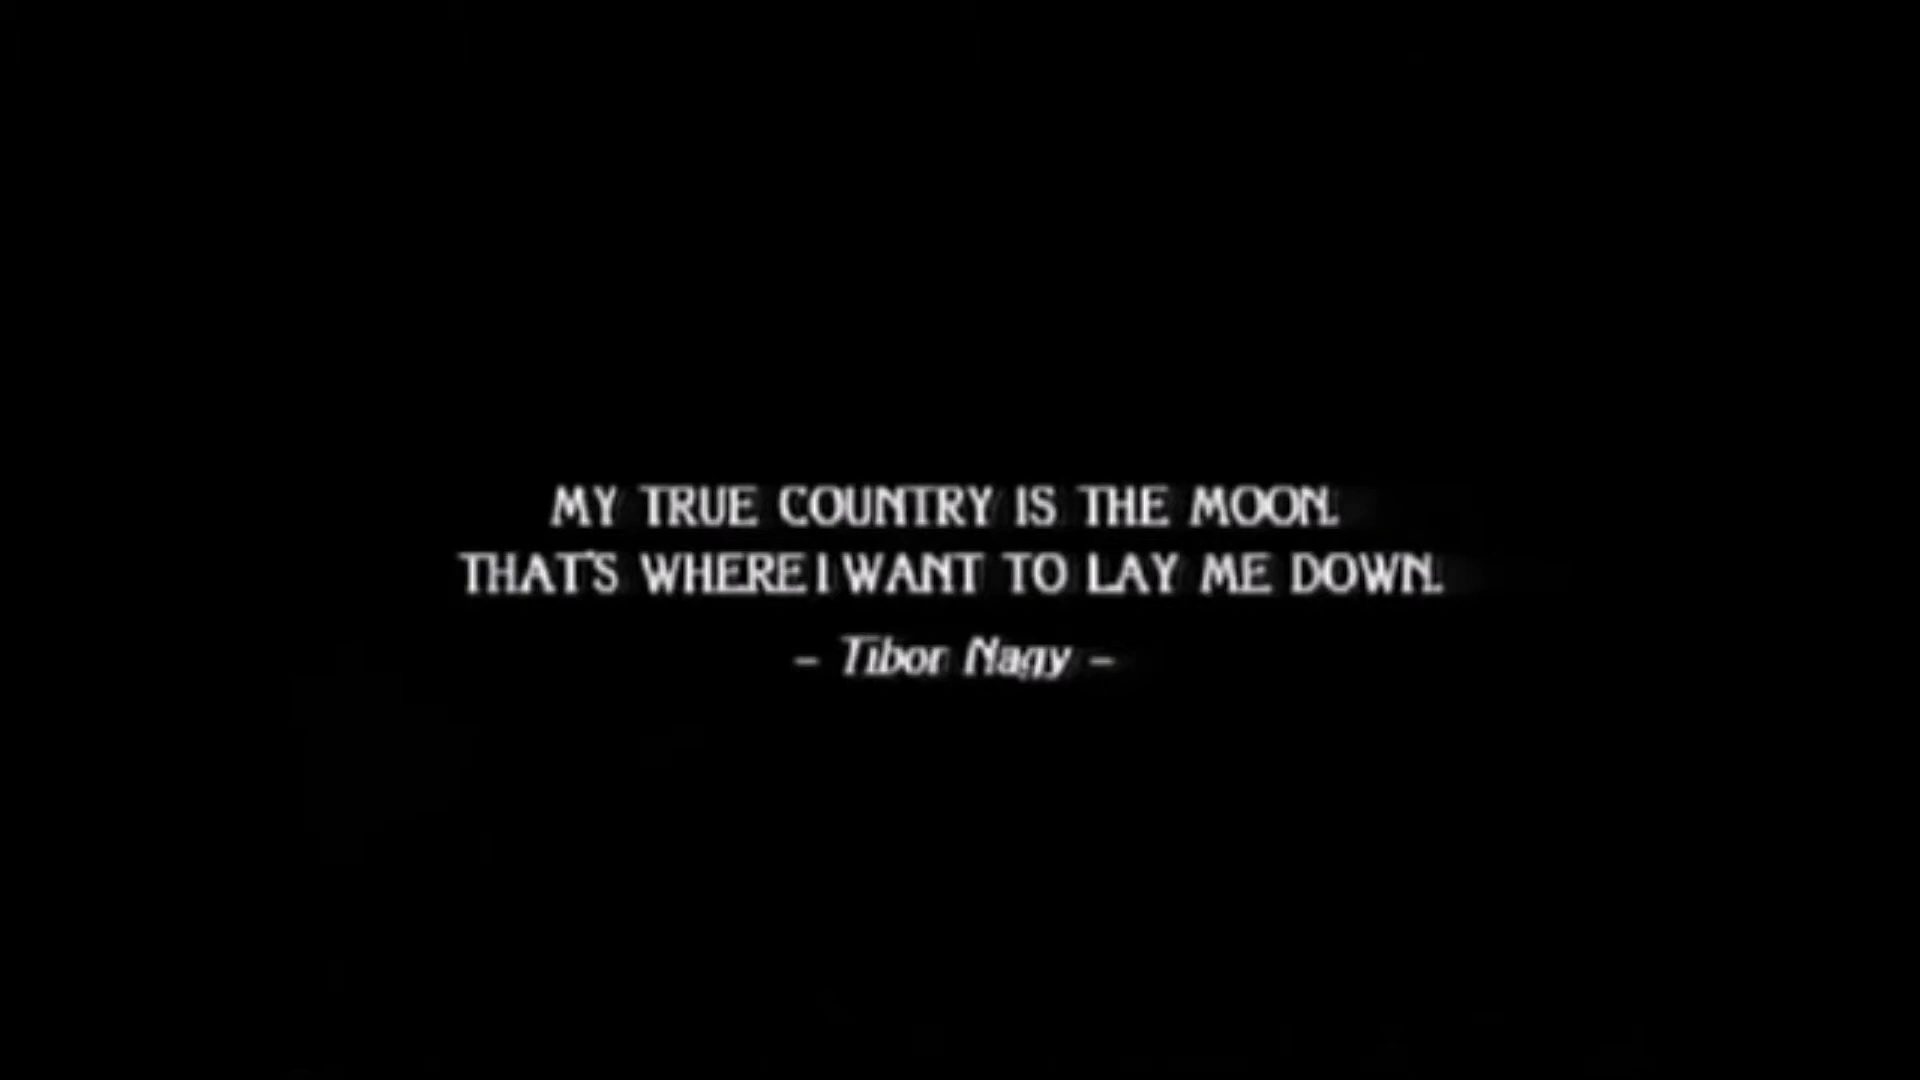 MY TRUE COUNTRY IS THE MOON.
THAT'S WHERE I WANT TO LAY ME DOWN.
– Tibor Nagy –